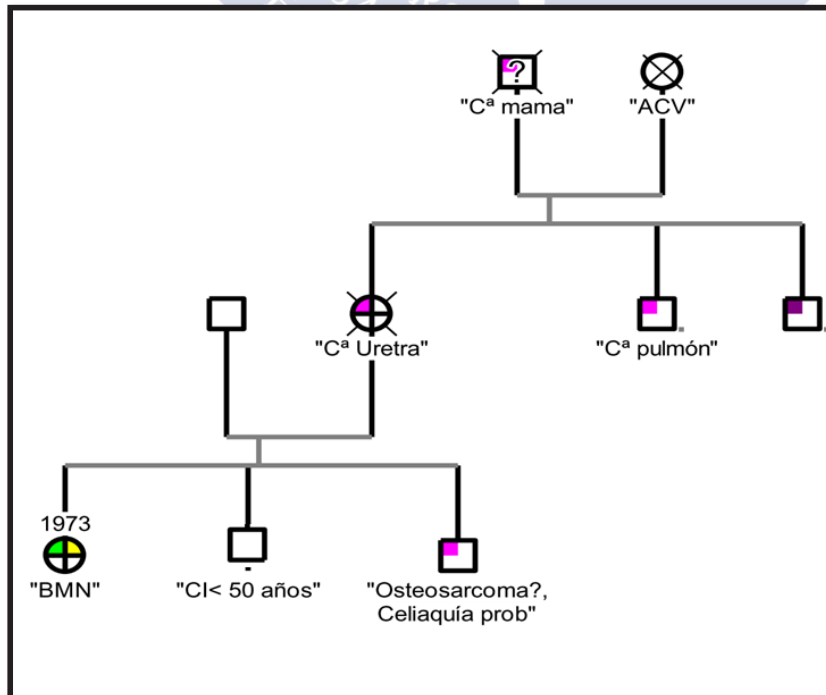 ?
"Cª mama" "ACV"
"Cª Uretra" "Cª pulmón"
1973
"BMN" "CI< 50 años" "Osteosarcoma?,
Celiaquía prob"